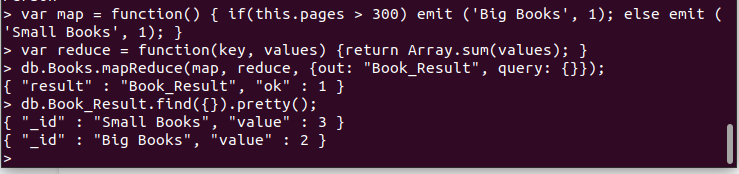 > var map = function() { if(this.pages > 300) emit ('Big Books', 1); else emit (
'Small Books', 1); }
> var reduce = function(key, values) {return Array.sum(values); }
> db.Books.mapReduce(map, reduce, {out: "Book_Result", query: {}});
{ "result" : "Book_Result", "ok" : 1 }
> db.Book_Result.find({}).pretty();
{ "_id" : "Small Books", "value" : 3 }
{ "_id" : "Big Books", "value" : 2 }
>